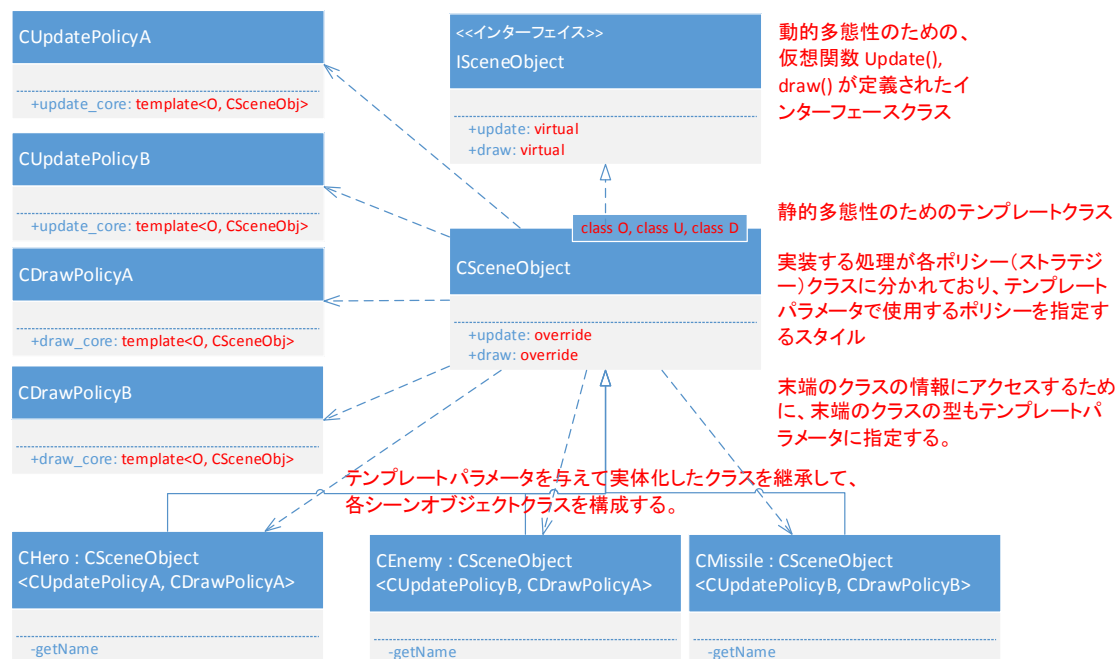 CUpdatePolicyA
+update_core: template<O, CSceneObj>
CUpdatePolicyB
+update_core: template<O, CSceneObj>
CDrawPolicyA
+draw_core: template<O, CSceneObj>
CDrawPolicyB
+draw_core: template<O, CSceneObj>
<<インターフェイス>>
ISceneObject
+update: virtual
+draw: virtual
class O, class U, class D
CSceneObject
+update: override
+draw: override
動的多態性のための、
仮想関数 Update(),
draw() が定義されたイ
ンターフェースクラス
静的多態性のためのテンプレートクラス
実装する処理が各ポリシー（ストラテジ
ー）クラスに分かれており、テンプレート
パラメータで使用するポリシーを指定す
るスタイル
末端のクラスの情報にアクセスするため
に、末端のクラスの型もテンプレートパ
ラメータに指定する。
テンプレートパラメータを与えて実体化したクラスを継承して、
各シーンオブジェクトクラスを構成する。
CHero : CSceneObject
<CUpdatePolicyA, CDrawPolicyA>
-getName
CEnemy : CSceneObject
<CUpdatePolicyB, CDrawPolicyA>
-getName
CMissile : CSceneObject
<CUpdatePolicyB, CDrawPolicyB>
-getName